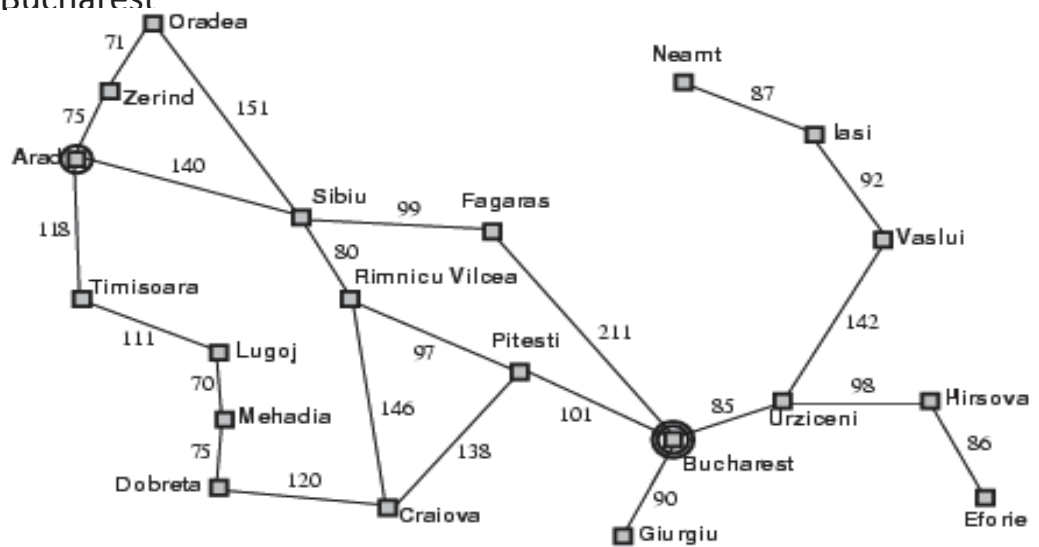 Bucharest
Oradea
71
Neamt
Zerind
87
75
151
Iasi
Arad
140
92
Sibiu
Fagaras
99
118
Vaslui
80
Rimnicu Vilcea
Timisoara
142
211
111
Pitesti
97
Lugoj
70
98
Hirsova
146
101
85
Mehadia
Urziceni
86
75
138
Bucharest
Dobreta
120
90
Craiova
Eforie
Giurgiu